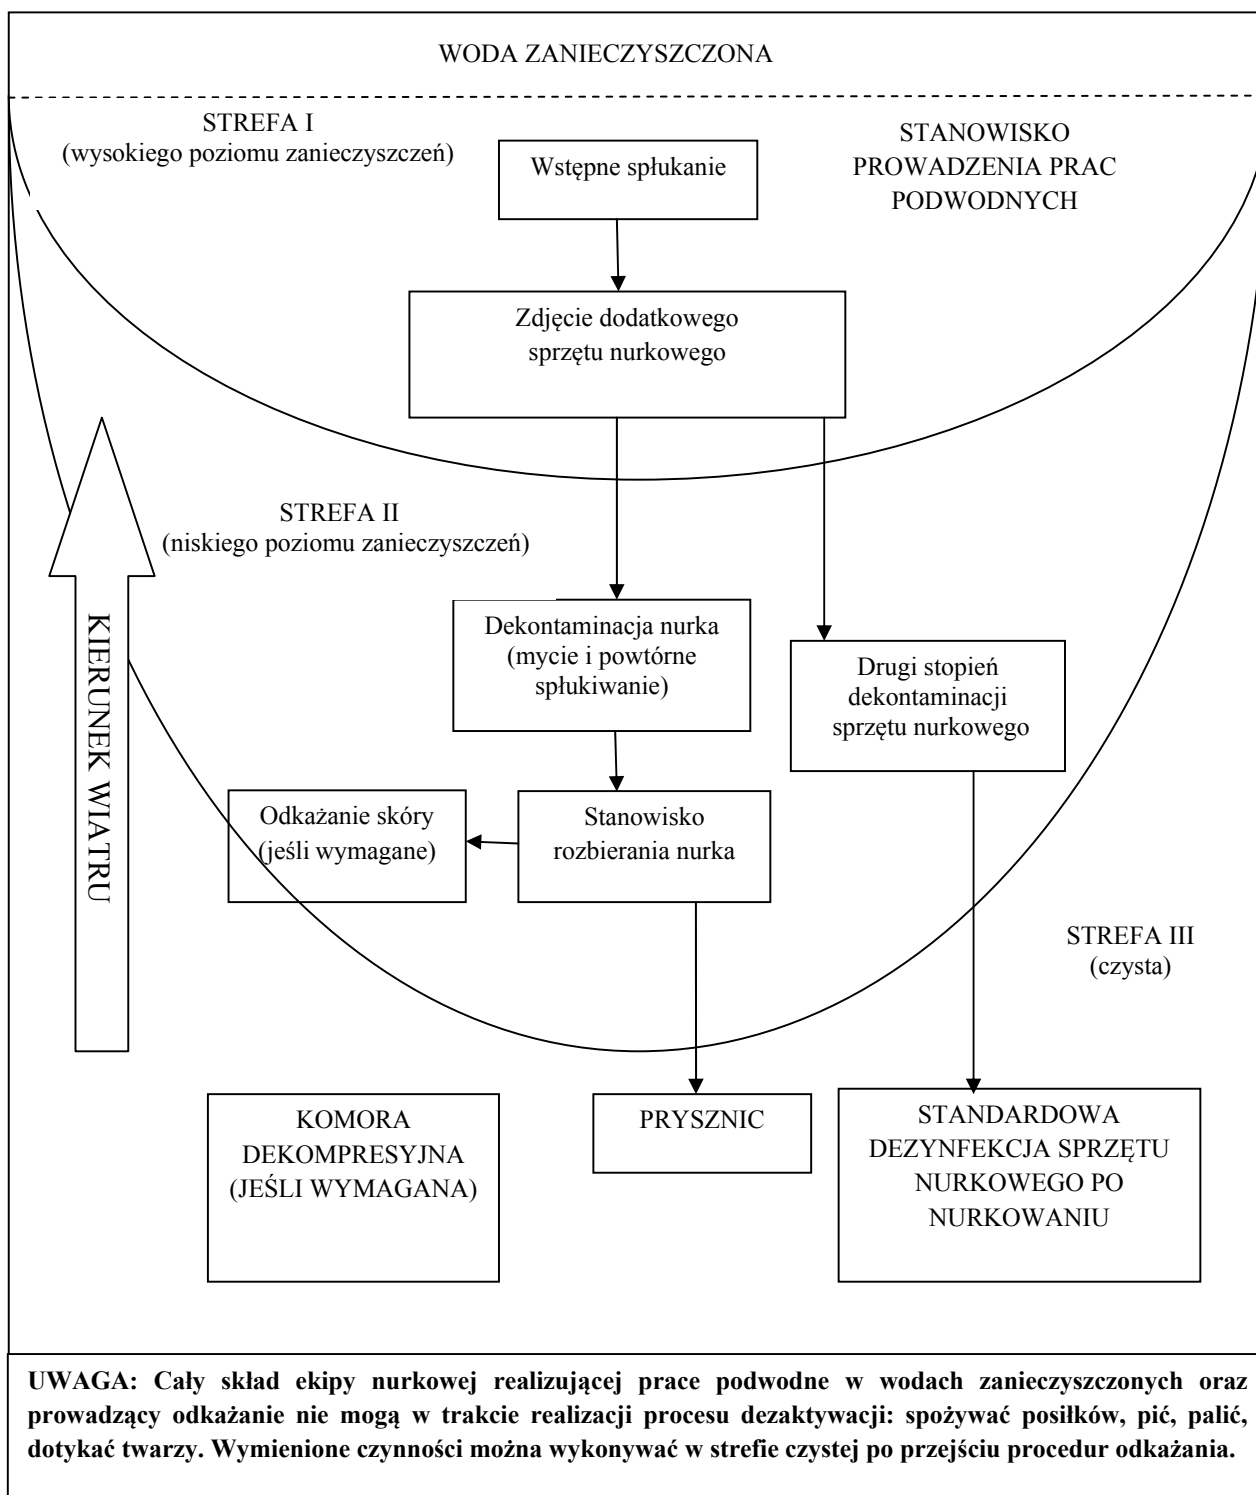 WODA ZANIECZYSZCZONA
STREFA I
(wysokiego poziomu zanieczyszczeń)
STANOWISKO
PROWADZENIA PRAC
PODWODNYCH
Wstępne spłukanie
Zdjęcie dodatkowego
sprzętu nurkowego
STREFA II
(niskiego poziomu zanieczyszczeń)
KIERUNEK WIATRU
Dekontaminacja nurka
(mycie i powtórne
spłukiwanie)
Drugi stopień
dekontaminacji
sprzętu nurkowego
Odkażanie skóry
(jeśli wymagane)
Stanowisko
rozbierania nurka
STREFA III
(czysta)
KOMORA
DEKOMPRESYJNA
(JEŚLI WYMAGANA)
PRYSZNIC
STANDARDOWA
DEZYNFEKCJA SPRZĘTU
NURKOWEGO PO
NURKOWANIU
UWAGA: Cały skład ekipy nurkowej realizującej prace podwodne w wodach zanieczyszczonych oraz
prowadzący odkażanie nie mogą w trakcie realizacji procesu dezaktywacji: spożywać posiłków, pić, palić,
dotykać twarzy. Wymienione czynności można wykonywać w strefie czystej po przejściu procedur odkażania.